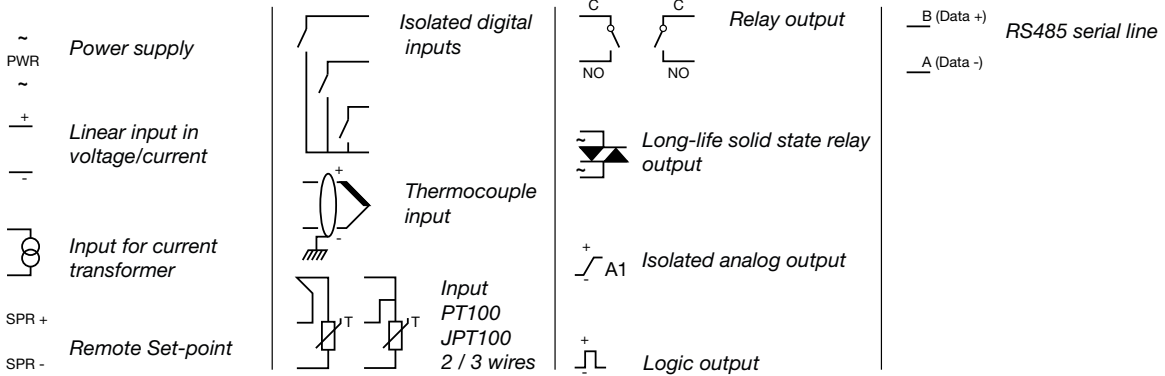 ~
PWR
~
Power supply
+
-
Linear input in
voltage/current
Input for current
transformer
SPR +
SPR -
Remote Set-point
Isolated digital
inputs
+
-
Thermocouple
input
T
T
Input
PT100
JPT100
2 / 3 wires
C
C
NO
NO
Relay output
~
~
Long-life solid state relay
output
+
-
A1
Isolated analog output
+
-
Logic output
B (Data +)
A (Data -)
RS485 serial line